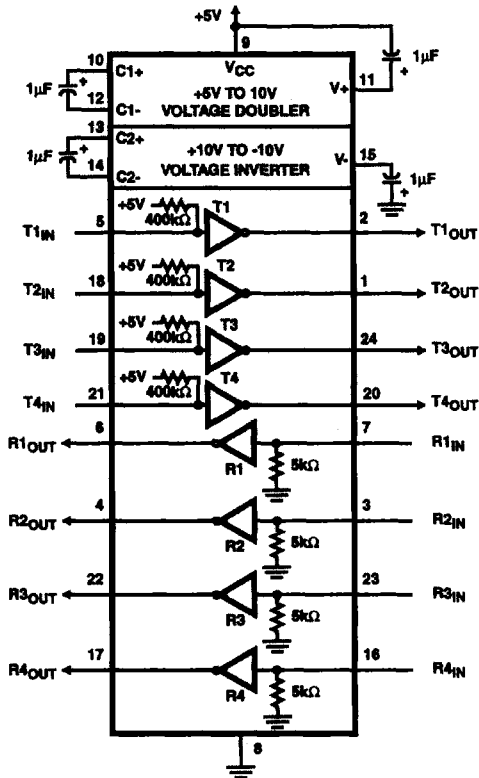 +5V
9
10
C1+
VCC
1µF
+
+5V TO 10V
V+
11
1µF
+
12
C1-
VOLTAGE DOUBLER
13
C2+
+10V TO -10V
1µF
+
VOLTAGE INVERTER
V-
15
14
C2-
1µF
+
+5V
T1
T1IN
5
400kΩ
2
T1OUT
+5V
T2
T2IN
18
400kΩ
1
T2OUT
+5V
T3
T3IN
19
400kΩ
24
T3OUT
+5V
T4
T4IN
21
400kΩ
20
T4OUT
R1OUT
6
7
R1IN
R1
5kΩ
R2OUT
4
3
R2IN
R2
5kΩ
R3OUT
22
23
R3IN
R3
5kΩ
R4OUT
17
16
R4IN
R4
5kΩ
8